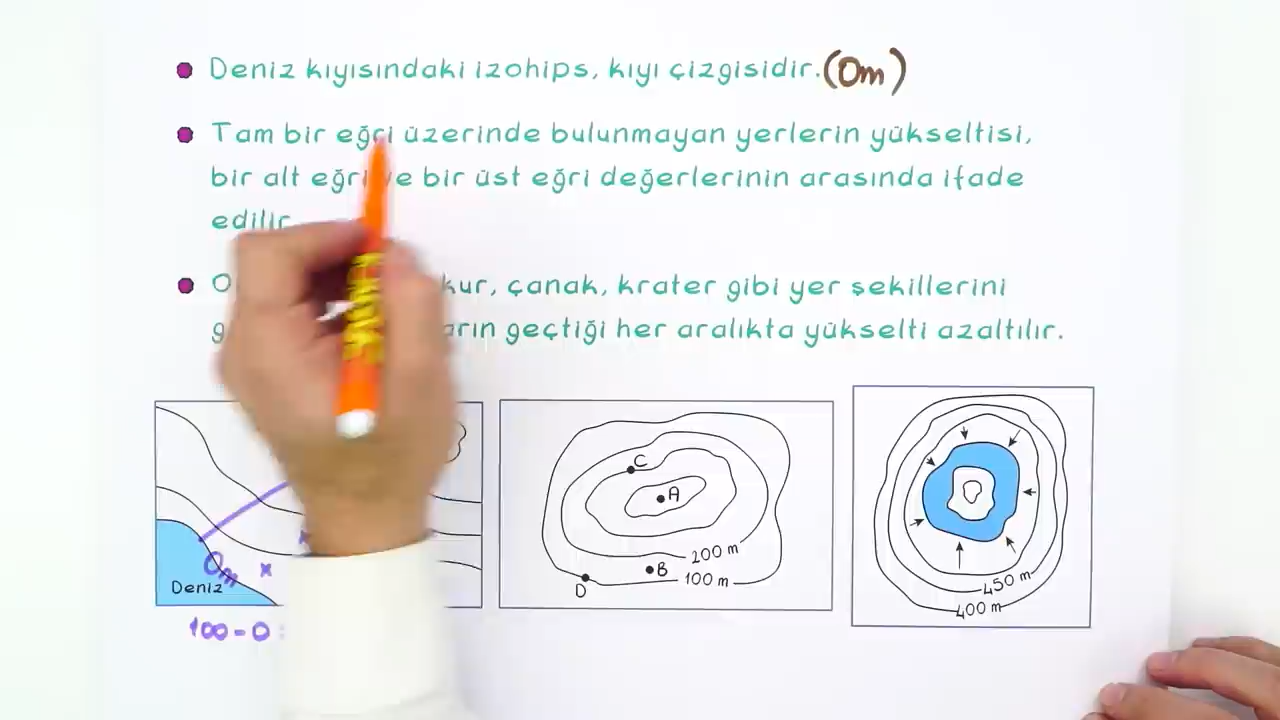 Deniz kıyısındaki izohips, kıyı çizgisidir.(0m)
Tam bir eğri üzerinde bulunmayan yerlerin yükseltisi,
bir alt eğri ve bir üst eğri değerlerinin arasında ifade
edilir
çanak, krater gibi yer şekillerini
geçtiği her aralıkta yükselti azaltılır.
0m
x
x
Deniz
100-0
C
A
200 m
B
100 m
D
450 m
400 m